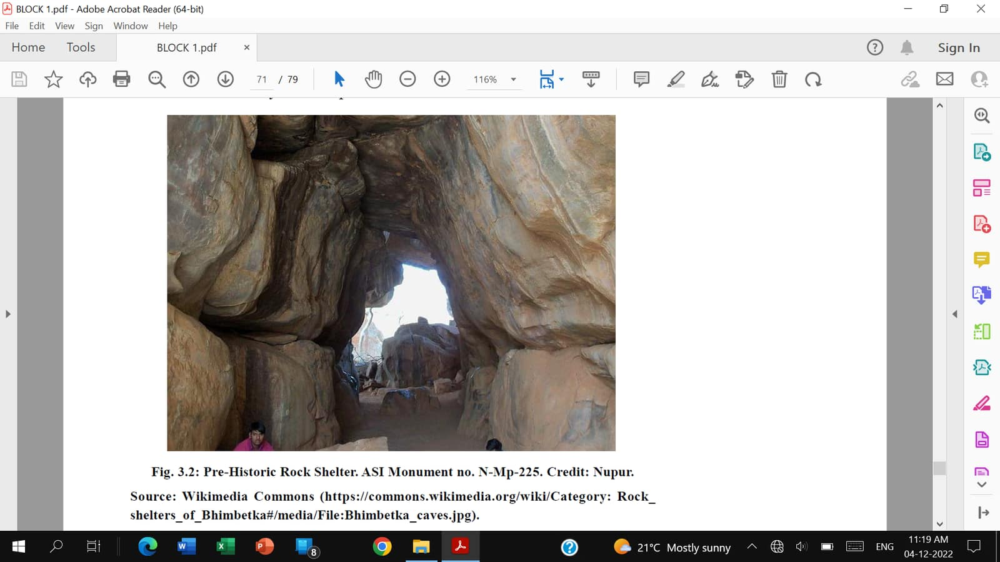 BLOCK 1.pdf - Adobe Acrobat Reader (64-bit)
File Edit View Sign Window Help
Home Tools BLOCK 1.pdf × Sign In
71 / 79 116%
Fig. 3.2: Pre-Historic Rock Shelter. ASI Monument no. N-Mp-225. Credit: Nupur.
Source: Wikimedia Commons (https://commons.wikimedia.org/wiki/Category: Rock_
shelters_of_Bhimbetka#/media/File:Bhimbetka_caves.jpg).
8 21°C Mostly sunny ENG 11:19 AM
04-12-2022